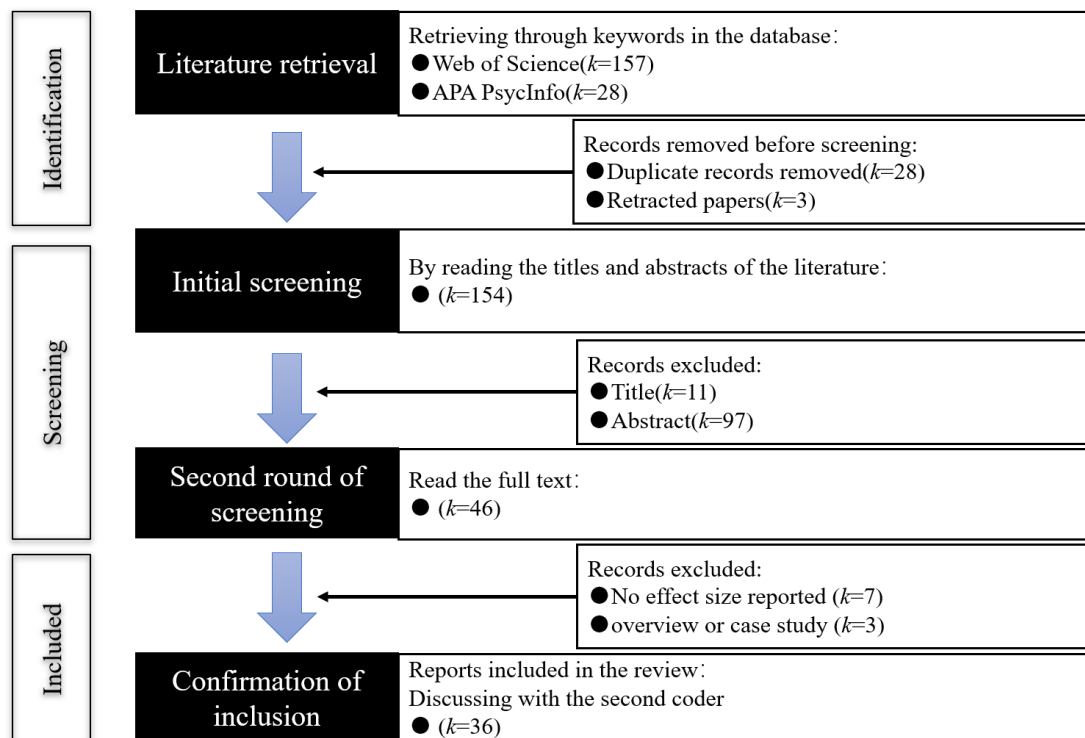 Identification
Literature retrieval
Retrieving through keywords in the database:
●Web of Science(k=157)
●APA PsycInfo(k=28)
Records removed before screening:
●Duplicate records removed(k=28)
●Retracted papers(k=3)
Screening
Initial screening
By reading the titles and abstracts of the literature:
● (k=154)
Records excluded:
●Title(k=11)
●Abstract(k=97)
Second round of
screening
Read the full text:
● (k=46)
Included
Records excluded:
●No effect size reported (k=7)
●overview or case study (k=3)
Confirmation of
inclusion
Reports included in the review:
Discussing with the second coder
● (k=36)